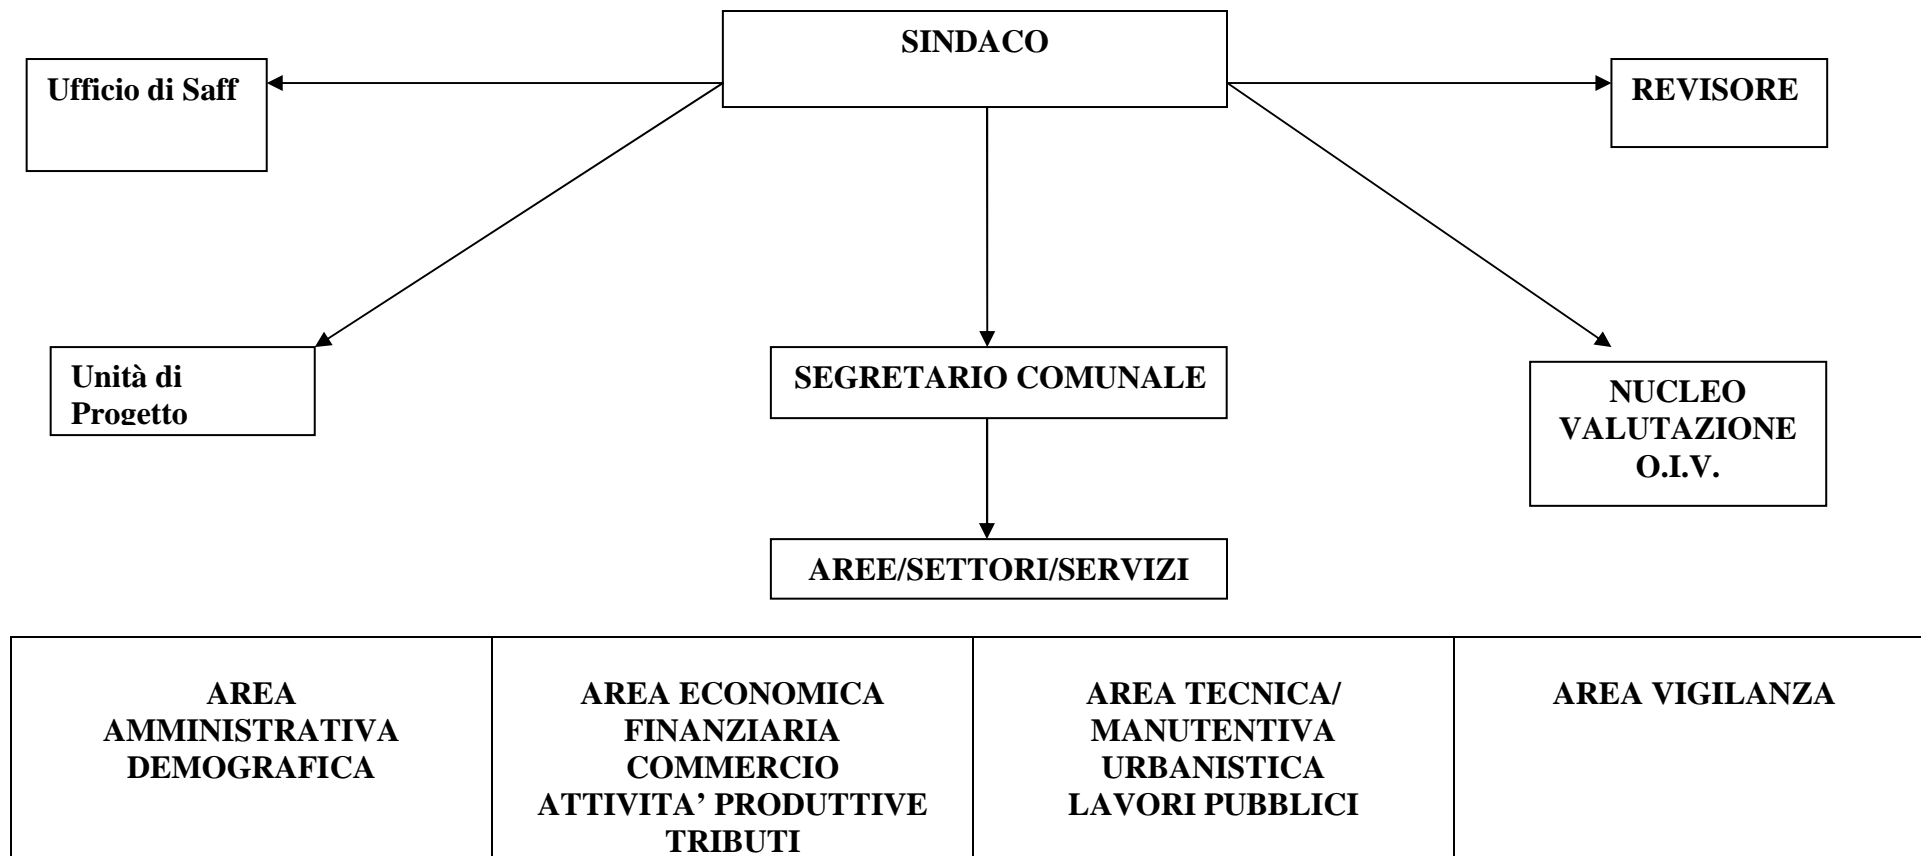 SINDACO
Ufficio di Saff
REVISORE
Unità di
Progetto
SEGRETARIO COMUNALE
NUCLEO
VALUTAZIONE
O.I.V.
AREE/SETTORI/SERVIZI
AREA
AMMINISTRATIVA
DEMOGRAFICA
AREA ECONOMICA
FINANZIARIA
COMMERCIO
ATTIVITA’ PRODUTTIVE
TRIBUTI
AREA TECNICA/
MANUTENTIVA
URBANISTICA
LAVORI PUBBLICI
AREA VIGILANZA